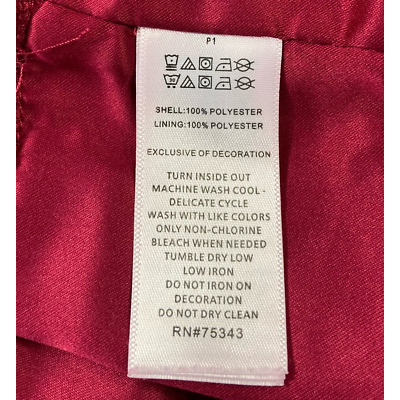 P1
SHELL:100% POLYESTER
LINING:100% POLYESTER
EXCLUSIVE OF DECORATION
TURN INSIDE OUT
MACHINE WASH COOL -
DELICATE CYCLE
WASH WITH LIKE COLORS
ONLY NON-CHLORINE
BLEACH WHEN NEEDED
TUMBLE DRY LOW
LOW IRON
DO NOT IRON ON
DECORATION
DO NOT DRY CLEAN
RN#75343